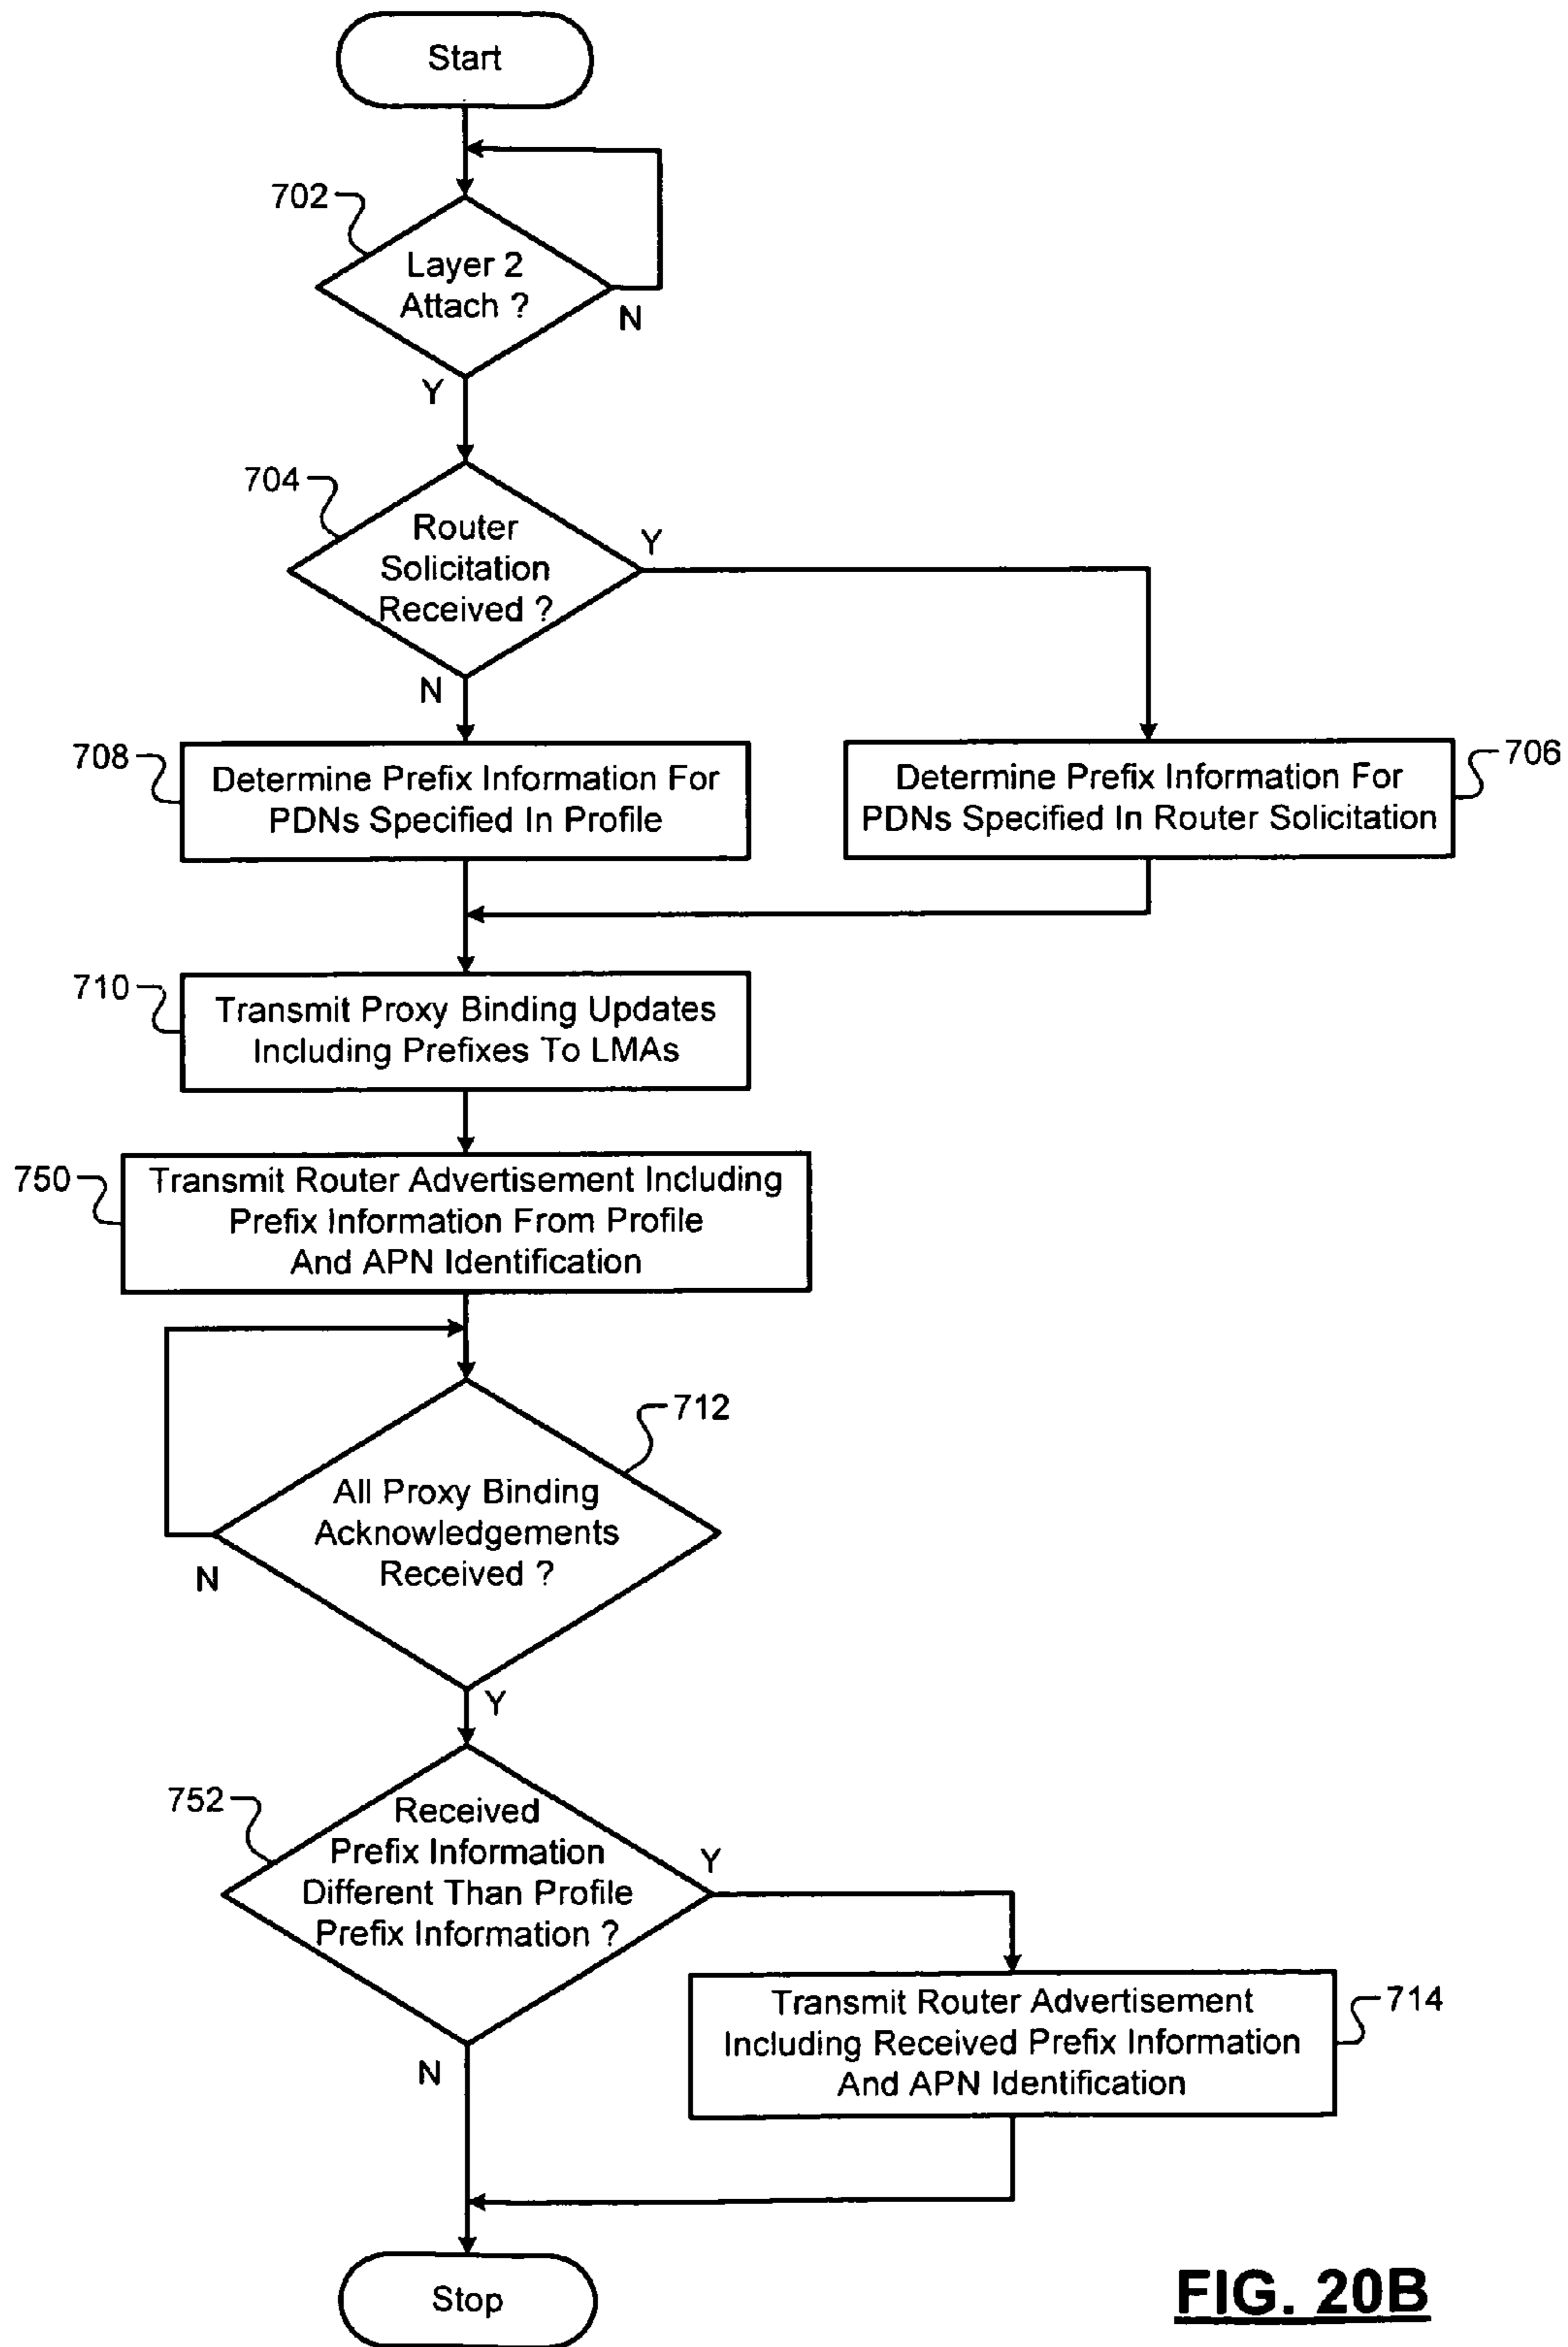 Start
702
Layer 2
Attach ?
N
Y
704
Router
Solicitation
Received ?
Y
N
708
Determine Prefix Information For
PDNs Specified In Profile
Determine Prefix Information For
PDNs Specified In Router Solicitation
706
710
Transmit Proxy Binding Updates
Including Prefixes To LMAs
750
Transmit Router Advertisement Including
Prefix Information From Profile
And APN Identification
712
All Proxy Binding
Acknowledgements
Received ?
N
Y
752
Received
Prefix Information
Different Than Profile
Prefix Information ?
Y
N
Transmit Router Advertisement
Including Received Prefix Information
And APN Identification
714
Stop
FIG. 20B